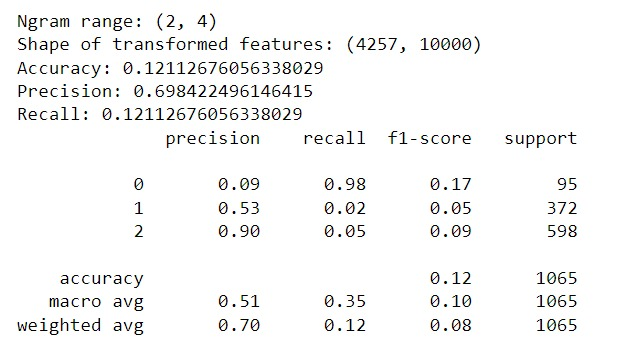 Ngram range: (2, 4)
Shape of transformed features: (4257, 10000)
Accuracy: 0.12112676056338029
Precision: 0.698422496146415
Recall: 0.12112676056338029
precision recall f1-score support
0 0.09 0.98 0.17 95
1 0.53 0.02 0.05 372
2 0.90 0.05 0.09 598
accuracy 0.12 1065
macro avg 0.51 0.35 0.10 1065
weighted avg 0.70 0.12 0.08 1065